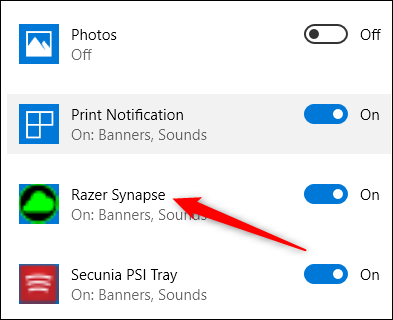 Photos
Off
Off
Print Notification
On: Banners, Sounds
On
Razer Synapse
On: Banners, Sounds
On
Secunia PSI Tray
On: Banners, Sounds
On